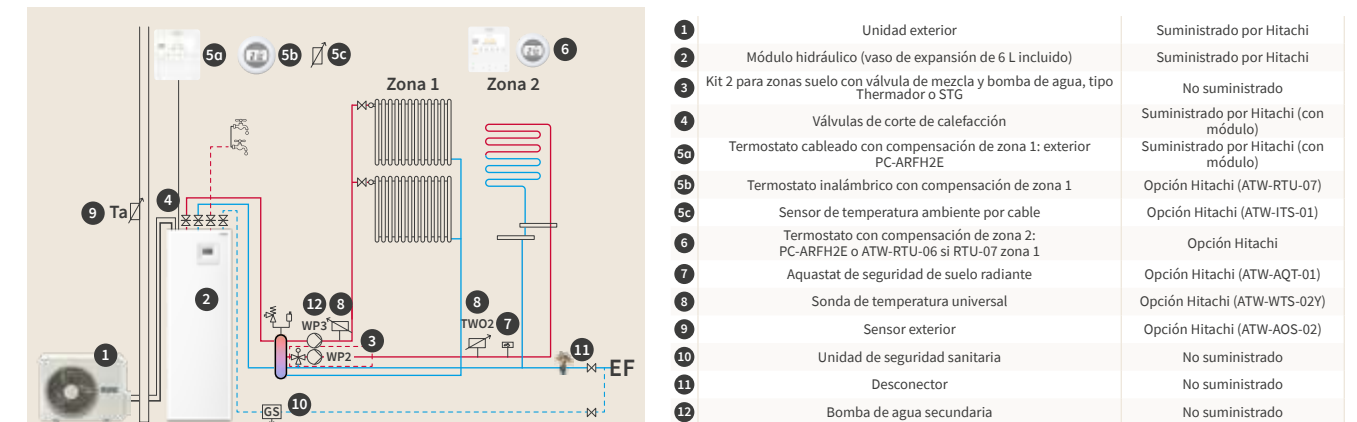 5a
5b
5c
6
Zona 1
Zona 2
4
9
Ta
2
12
8
WP3
3
WP2
8
TWO2
7
11
EF
1
GS
10
1 Unidad exterior Suministrado por Hitachi
2 Módulo hidráulico (vaso de expansión de 6 L incluido) Suministrado por Hitachi
3 Kit 2 para zonas suelo con válvula de mezcla y bomba de agua, tipo
Thermador o STG No suministrado
4 Válvulas de corte de calefacción Suministrado por Hitachi (con
módulo)
5a Termostato cableado con compensación de zona 1: exterior
PC-ARFH2E Suministrado por Hitachi (con
módulo)
5b Termostato inalámbrico con compensación de zona 1 Opción Hitachi (ATW-RTU-07)
5c Sensor de temperatura ambiente por cable Opción Hitachi (ATW-ITS-01)
6 Termostato con compensación de zona 2:
PC-ARFH2E o ATW-RTU-06 si RTU-07 zona 1 Opción Hitachi
7 Aquastat de seguridad de suelo radiante Opción Hitachi (ATW-AQT-01)
8 Sonda de temperatura universal Opción Hitachi (ATW-WTS-02Y)
9 Sensor exterior Opción Hitachi (ATW-AOS-02)
10 Unidad de seguridad sanitaria No suministrado
11 Desconector No suministrado
12 Bomba de agua secundaria No suministrado